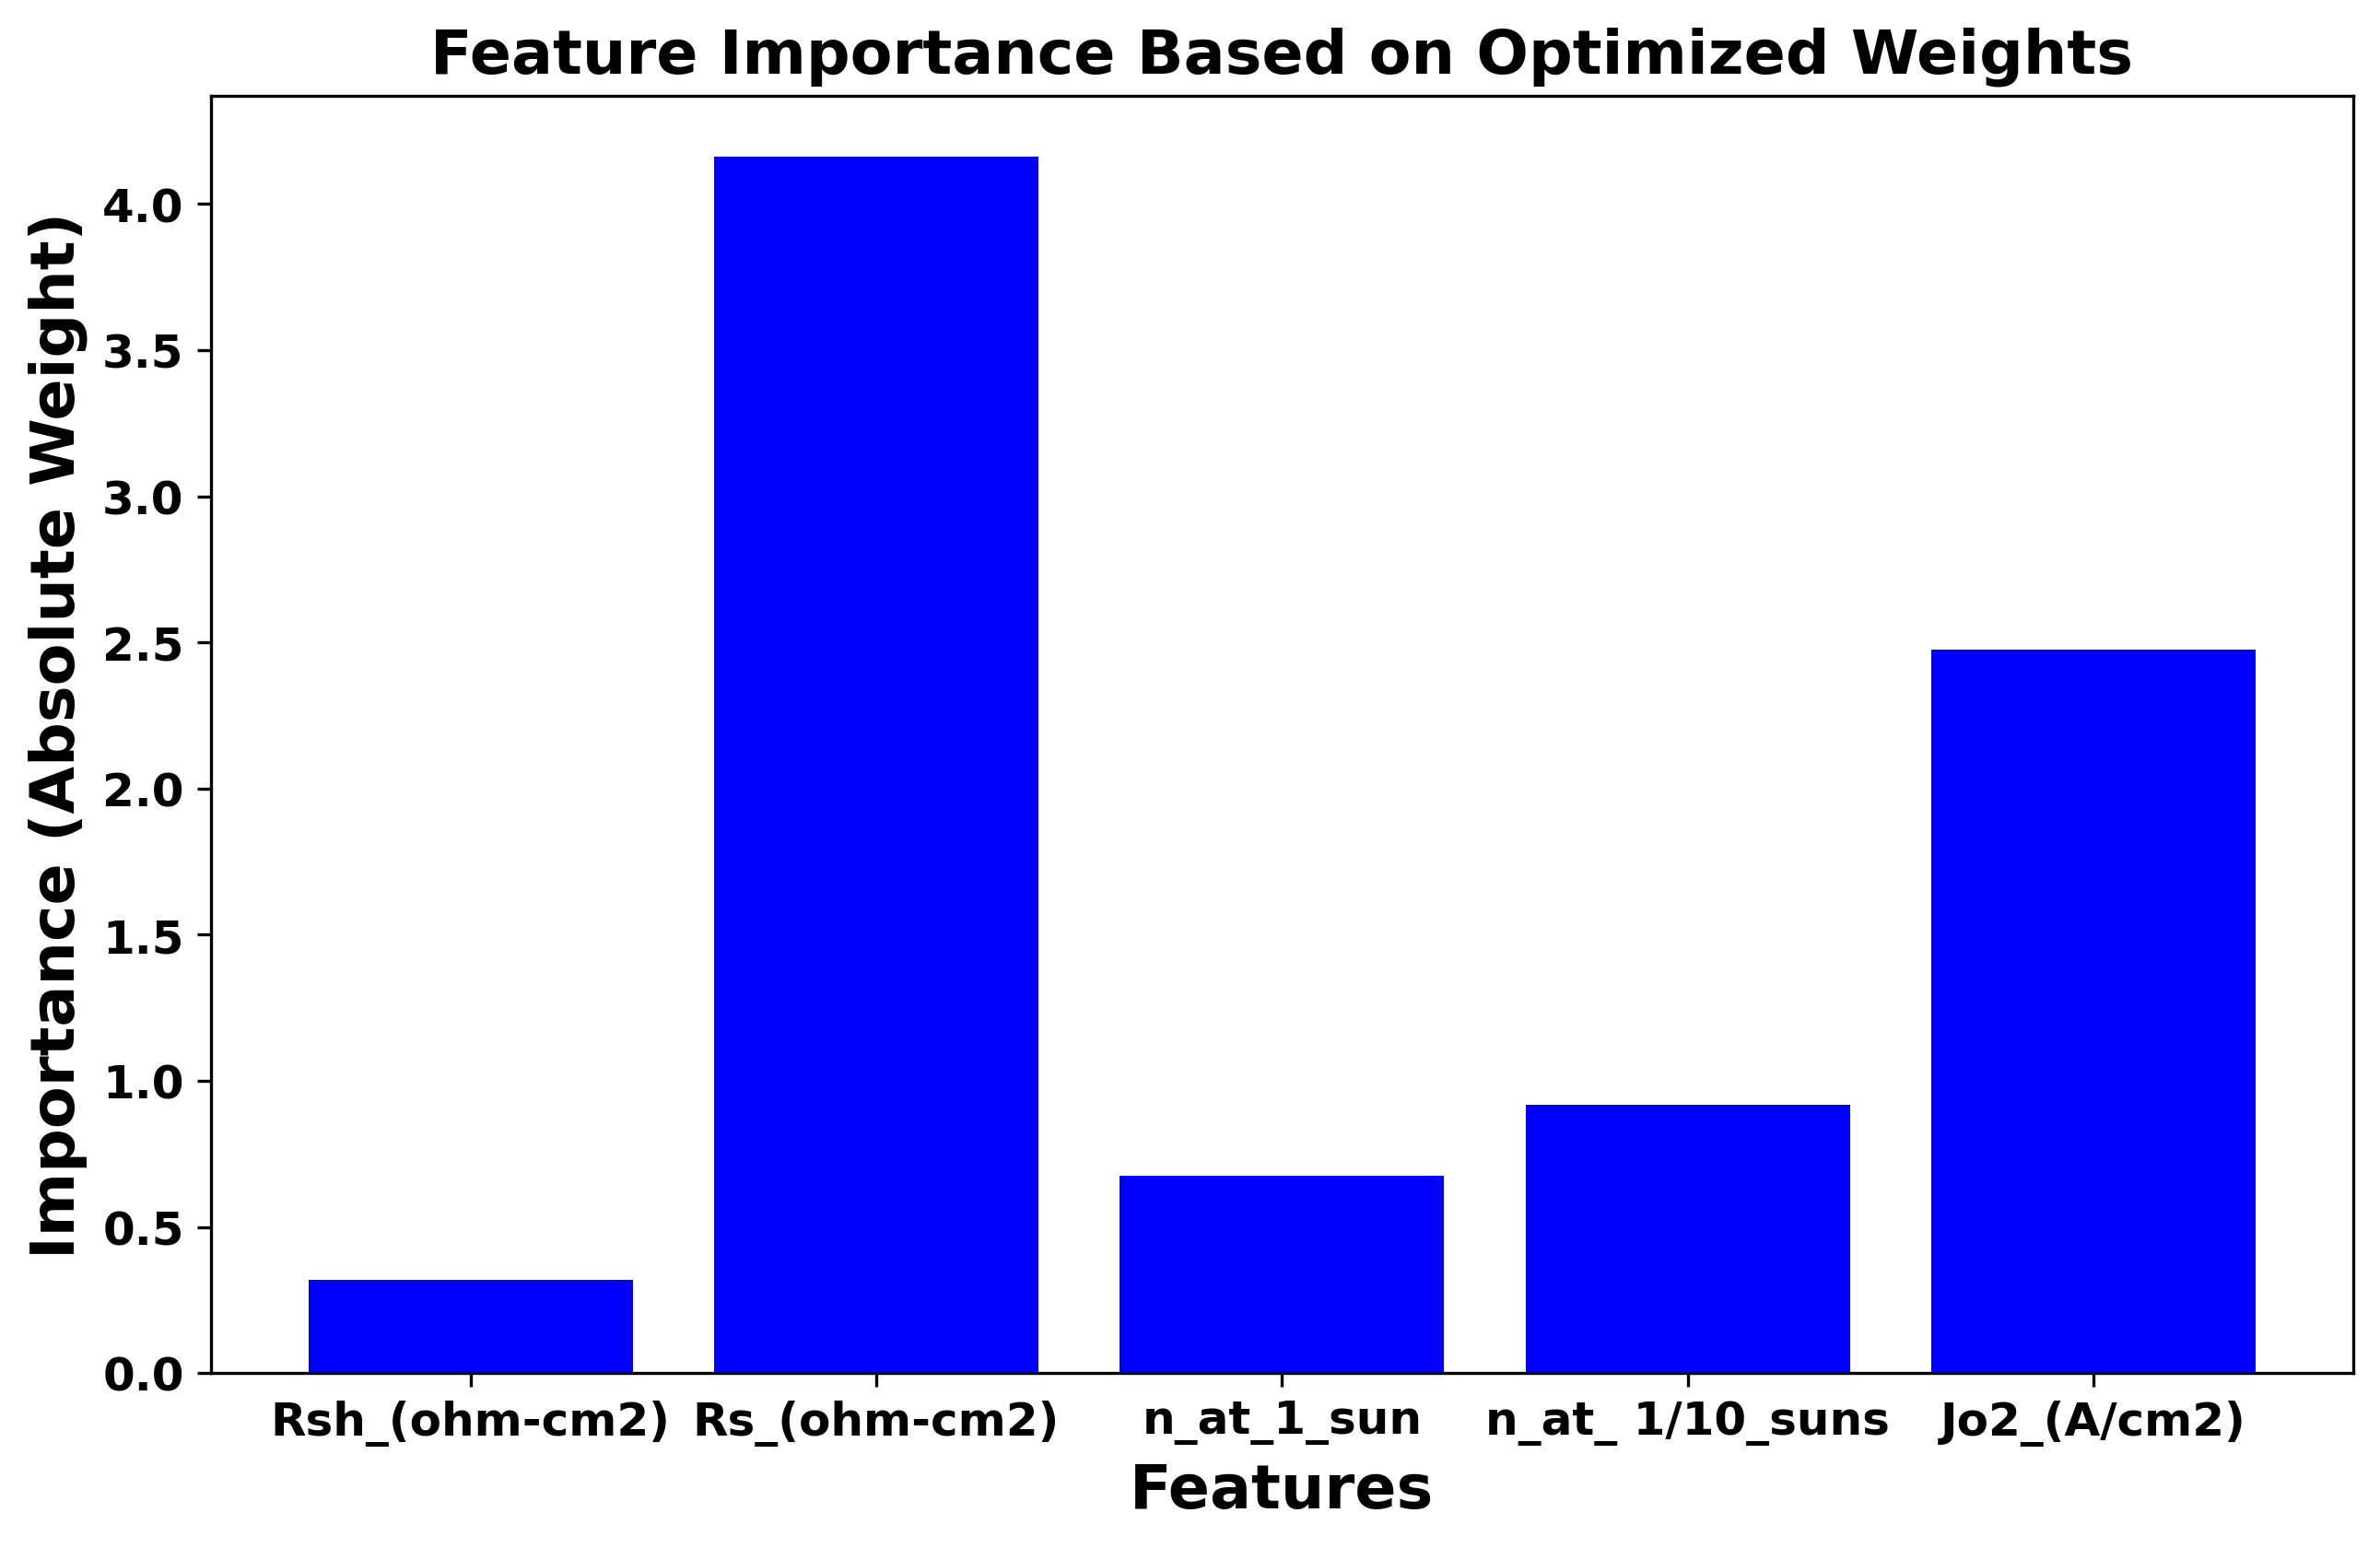 Feature Importance Based on Optimized Weights
Importance (Absolute Weight)
4.0
3.5
3.0
2.5
2.0
1.5
1.0
0.5
0.0
Rsh_(ohm-cm2) Rs_(ohm-cm2) n_at_1_sun n_at_ 1/10_suns Jo2_(A/cm2)
Features